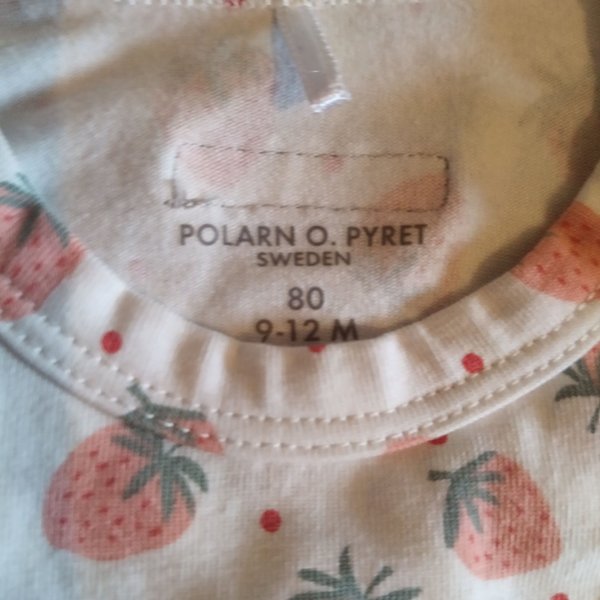 POLARN O. PYRET
SWEDEN
80
9-12 M